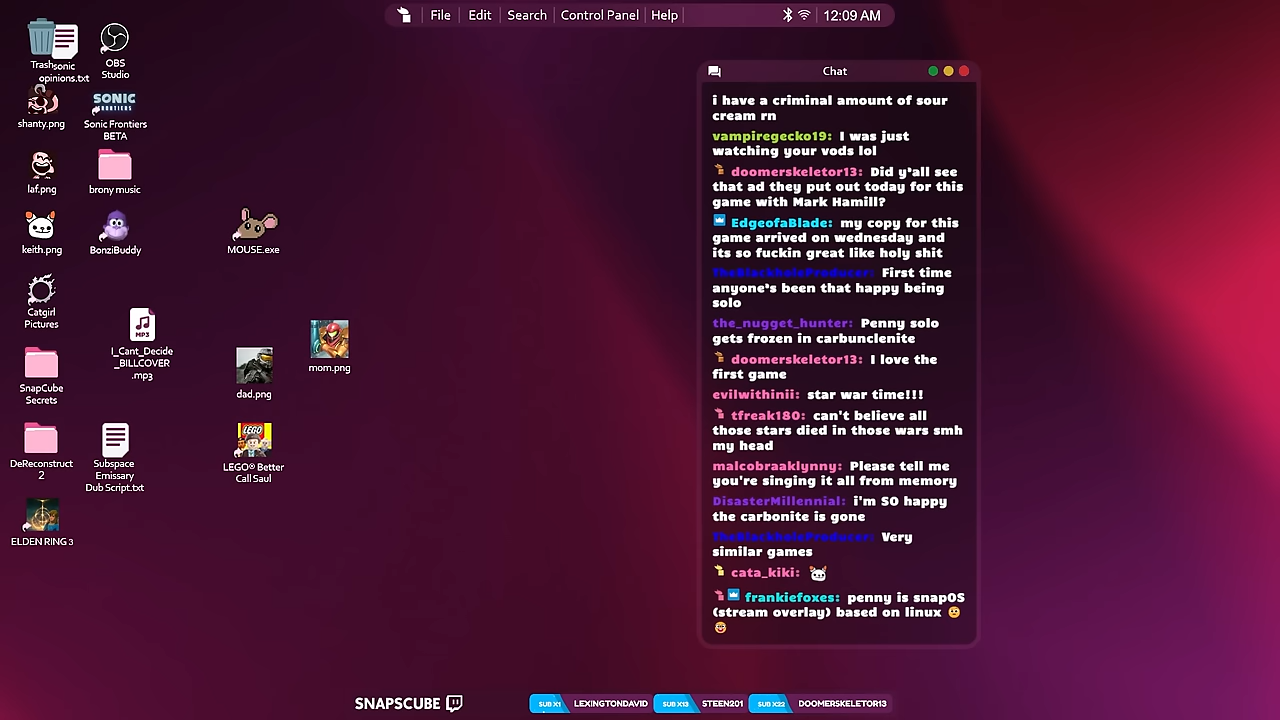 File
Edit
Search
Control Panel
Help
12:09 AM
Trash
sonic
opinions.txt
OBS
Studio
shanty.png
SONIC
FRONTIERS
Sonic Frontiers
BETA
laf.png
brony music
keith.png
BonziBuddy
MOUSE.exe
Catgirl
Pictures
MP3
I_Cant_Decide
_BILLCOVER
.mp3
mom.png
dad.png
SnapCube
Secrets
DeReconstruct
2
Subspace
Emissary
Dub Script.txt
LEGO
LEGO® Better
Call Saul
ELDEN RING 3
Chat
i have a criminal amount of sour
cream rn
vampiregecko19: I was just
watching your vods lol
doomerskeletor13: Did y'all see
that ad they put out today for this
game with Mark Hamill?
EdgeofaBlade: my copy for this
game arrived on wednesday and
its so fuckin great like holy shit
TheBlackholeProducer: First time
anyone's been that happy being
solo
the_nugget_hunter: Penny solo
gets frozen in carbunclenite
doomerskeletor13: I love the
first game
evilwithinii: star war time!!!
tfreak180: can't believe all
those stars died in those wars smh
my head
malcobraaklynny: Please tell me
you're singing it all from memory
DisasterMillennial: i'm SO happy
the carbonite is gone
TheBlackholeProducer: Very
similar games
cata_kiki:
frankiefoxes: penny is snapOS
(stream overlay) based on linux
SNAPSCUBE
SUB X1 LEXINGTONDAVID
SUB X13 STEEN201
SUB X22 DOOMERSKELETOR13